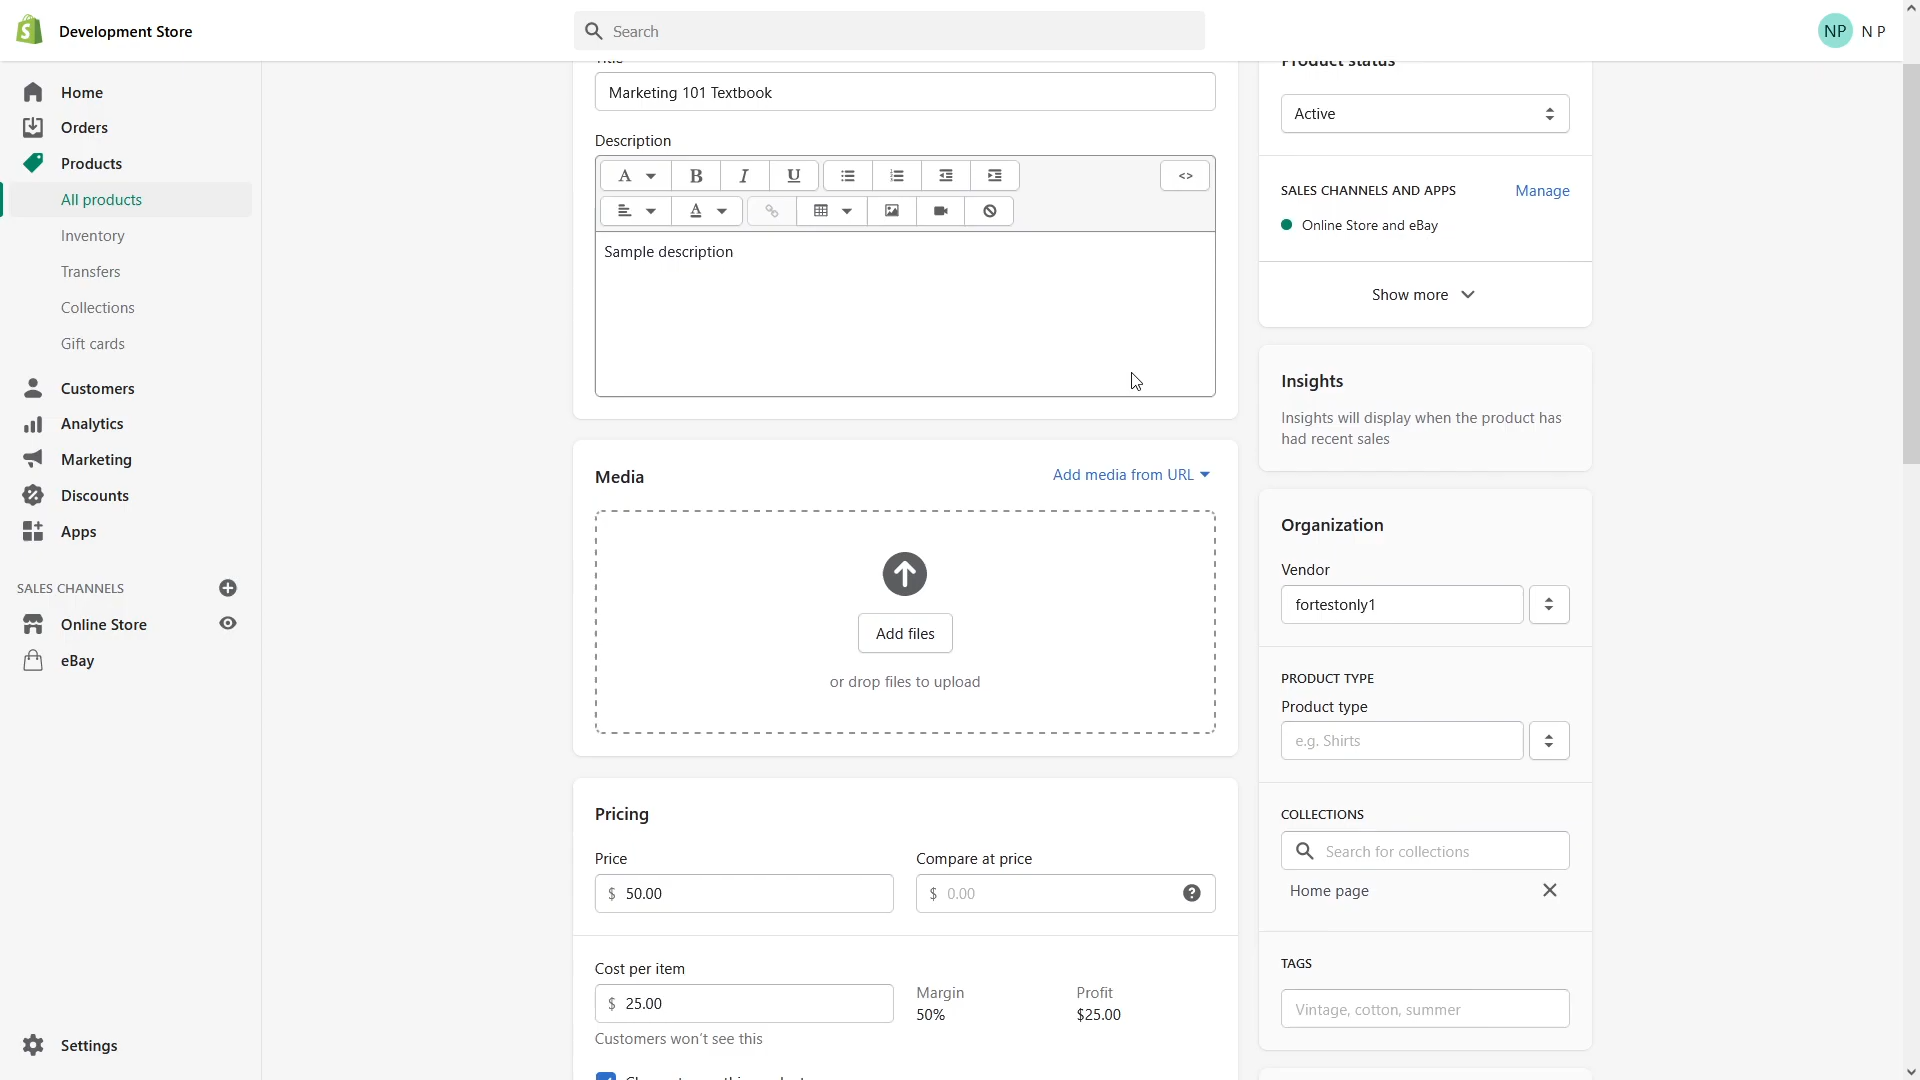 Development Store
Search
NP
N P
Home
Orders
Products
All products
Inventory
Transfers
Collections
Gift cards
Customers
Analytics
Marketing
Discounts
Apps
SALES CHANNELS
Online Store
eBay
Settings
Marketing 101 Textbook
Description
A
B
I
U
<>
A
Sample description
Media
Add media from URL
Add files
or drop files to upload
Pricing
Price
Compare at price
$ 50.00
$ 0.00
Cost per item
$ 25.00
Margin
50%
Profit
$25.00
Customers won't see this
Product status
Active
SALES CHANNELS AND APPS
Manage
Online Store and eBay
Show more
Insights
Insights will display when the product has
had recent sales
Organization
Vendor
fortestonly1
PRODUCT TYPE
Product type
e.g. Shirts
COLLECTIONS
Search for collections
Home page
TAGS
Vintage, cotton, summer